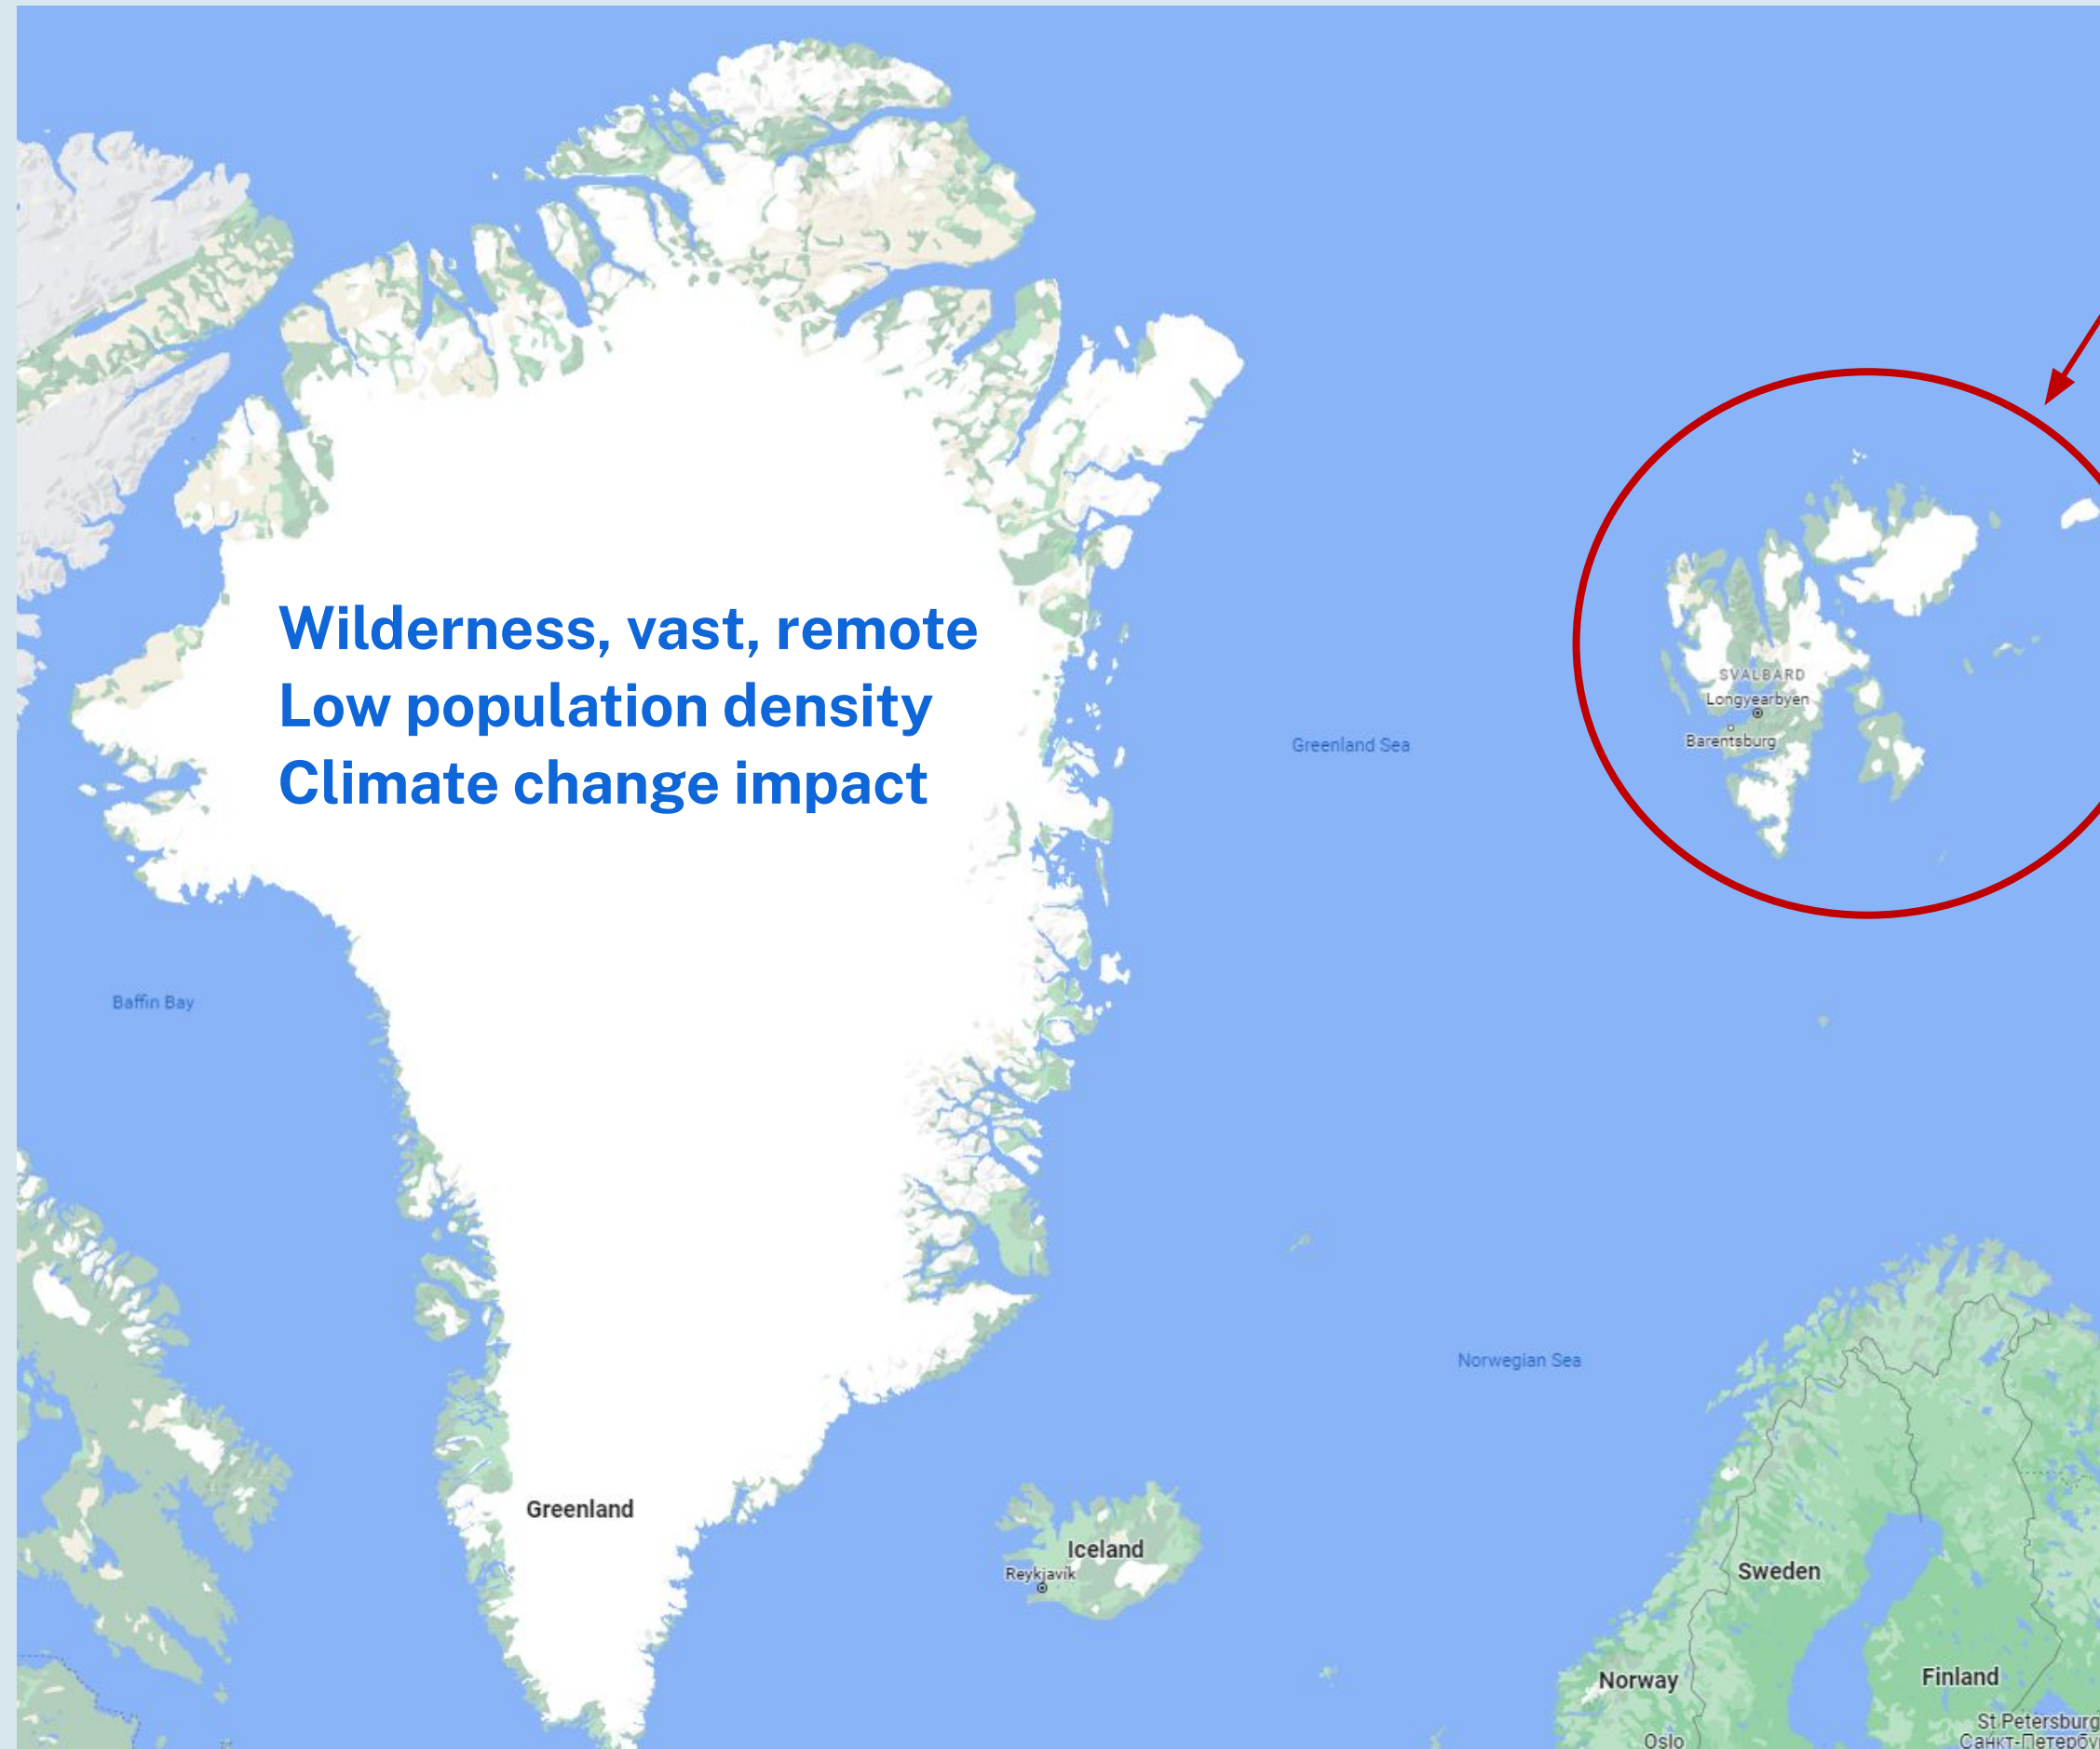 Wilderness, vast, remote
Low population density
Climate change impact
SVALBARD
Longyearbyen
Barentsburg
Greenland Sea
Baffin Bay
Norwegian Sea
Greenland
Iceland
Reykjavík
Sweden
Norway
Finland
St Petersburg
Oslo